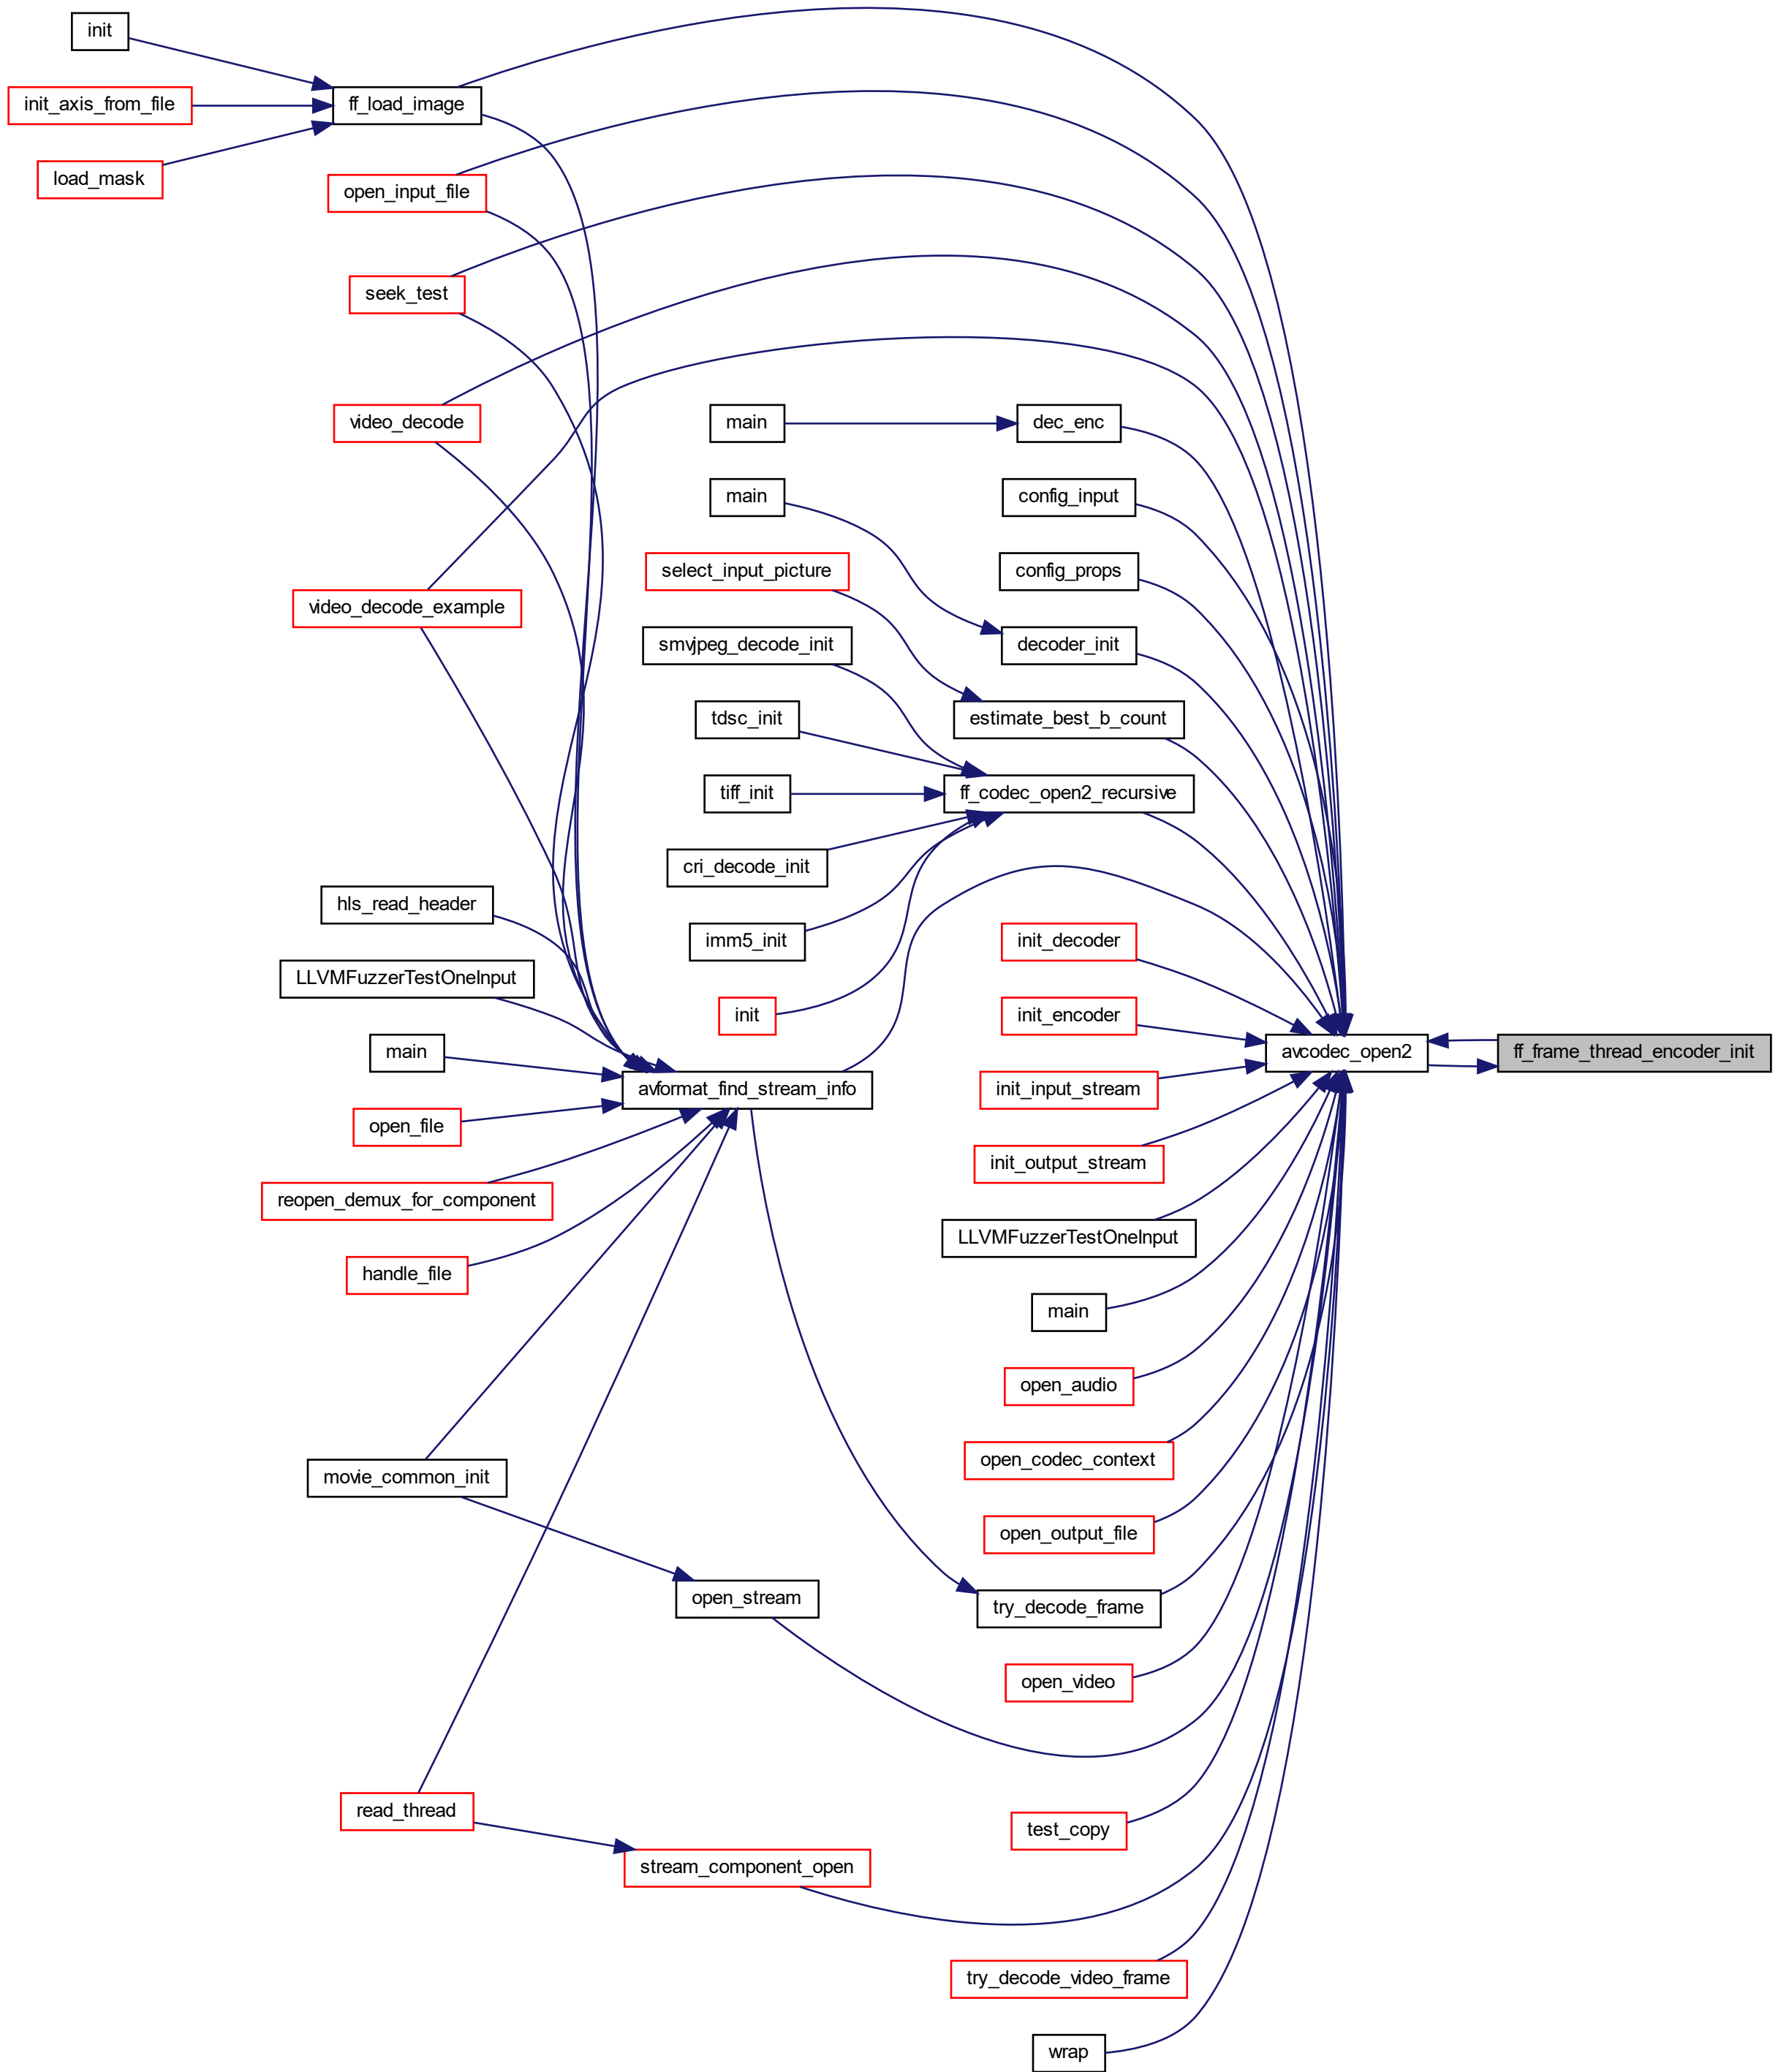 init
init_axis_from_file
load_mask
ff_load_image
open_input_file
seek_test
video_decode
video_decode_example
hls_read_header
LLVMFuzzerTestOneInput
main
open_file
reopen_demux_for_component
handle_file
movie_common_init
read_thread
main
main
select_input_picture
smvjpeg_decode_init
tdsc_init
tiff_init
cri_decode_init
imm5_init
init
avformat_find_stream_info
open_stream
stream_component_open
dec_enc
config_input
config_props
decoder_init
estimate_best_b_count
ff_codec_open2_recursive
init_decoder
init_encoder
init_input_stream
init_output_stream
LLVMFuzzerTestOneInput
main
open_audio
open_codec_context
open_output_file
try_decode_frame
open_video
test_copy
try_decode_video_frame
wrap
avcodec_open2
ff_frame_thread_encoder_init